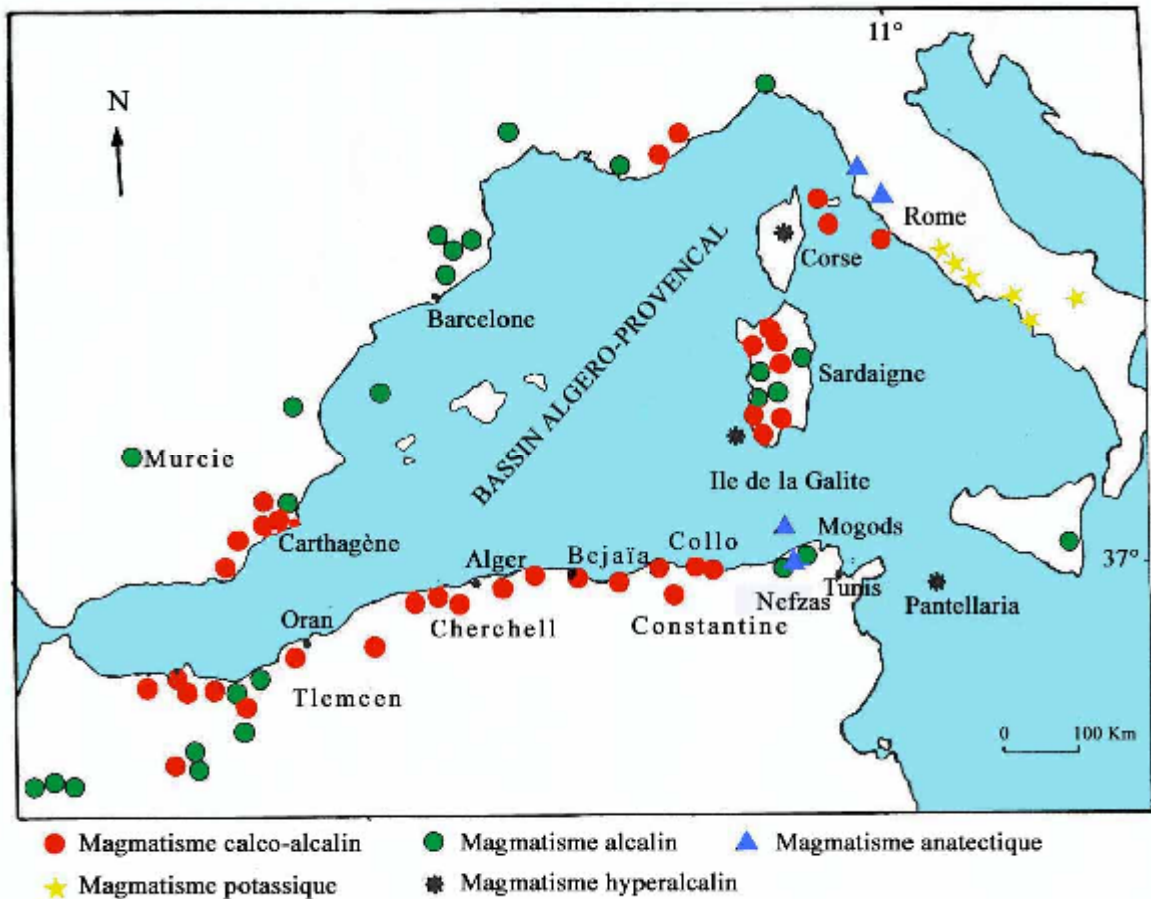 11°
N
Rome
Corse
BASSIN ALGERO-PROVENCAL
Barcelone
Sardaigne
Murcie
Ile de la Galite
Mogods
Carthagène
Collo
Bejaïa
Alger
37°
Tunis
Nefzas
Pantellaria
Oran
Cherchell
Constantine
Tlemcen
0 100 Km
Magmatisme calco-alcalin
Magmatisme alcalin
Magmatisme anatectique
Magmatisme potassique
Magmatisme hyperalcalin